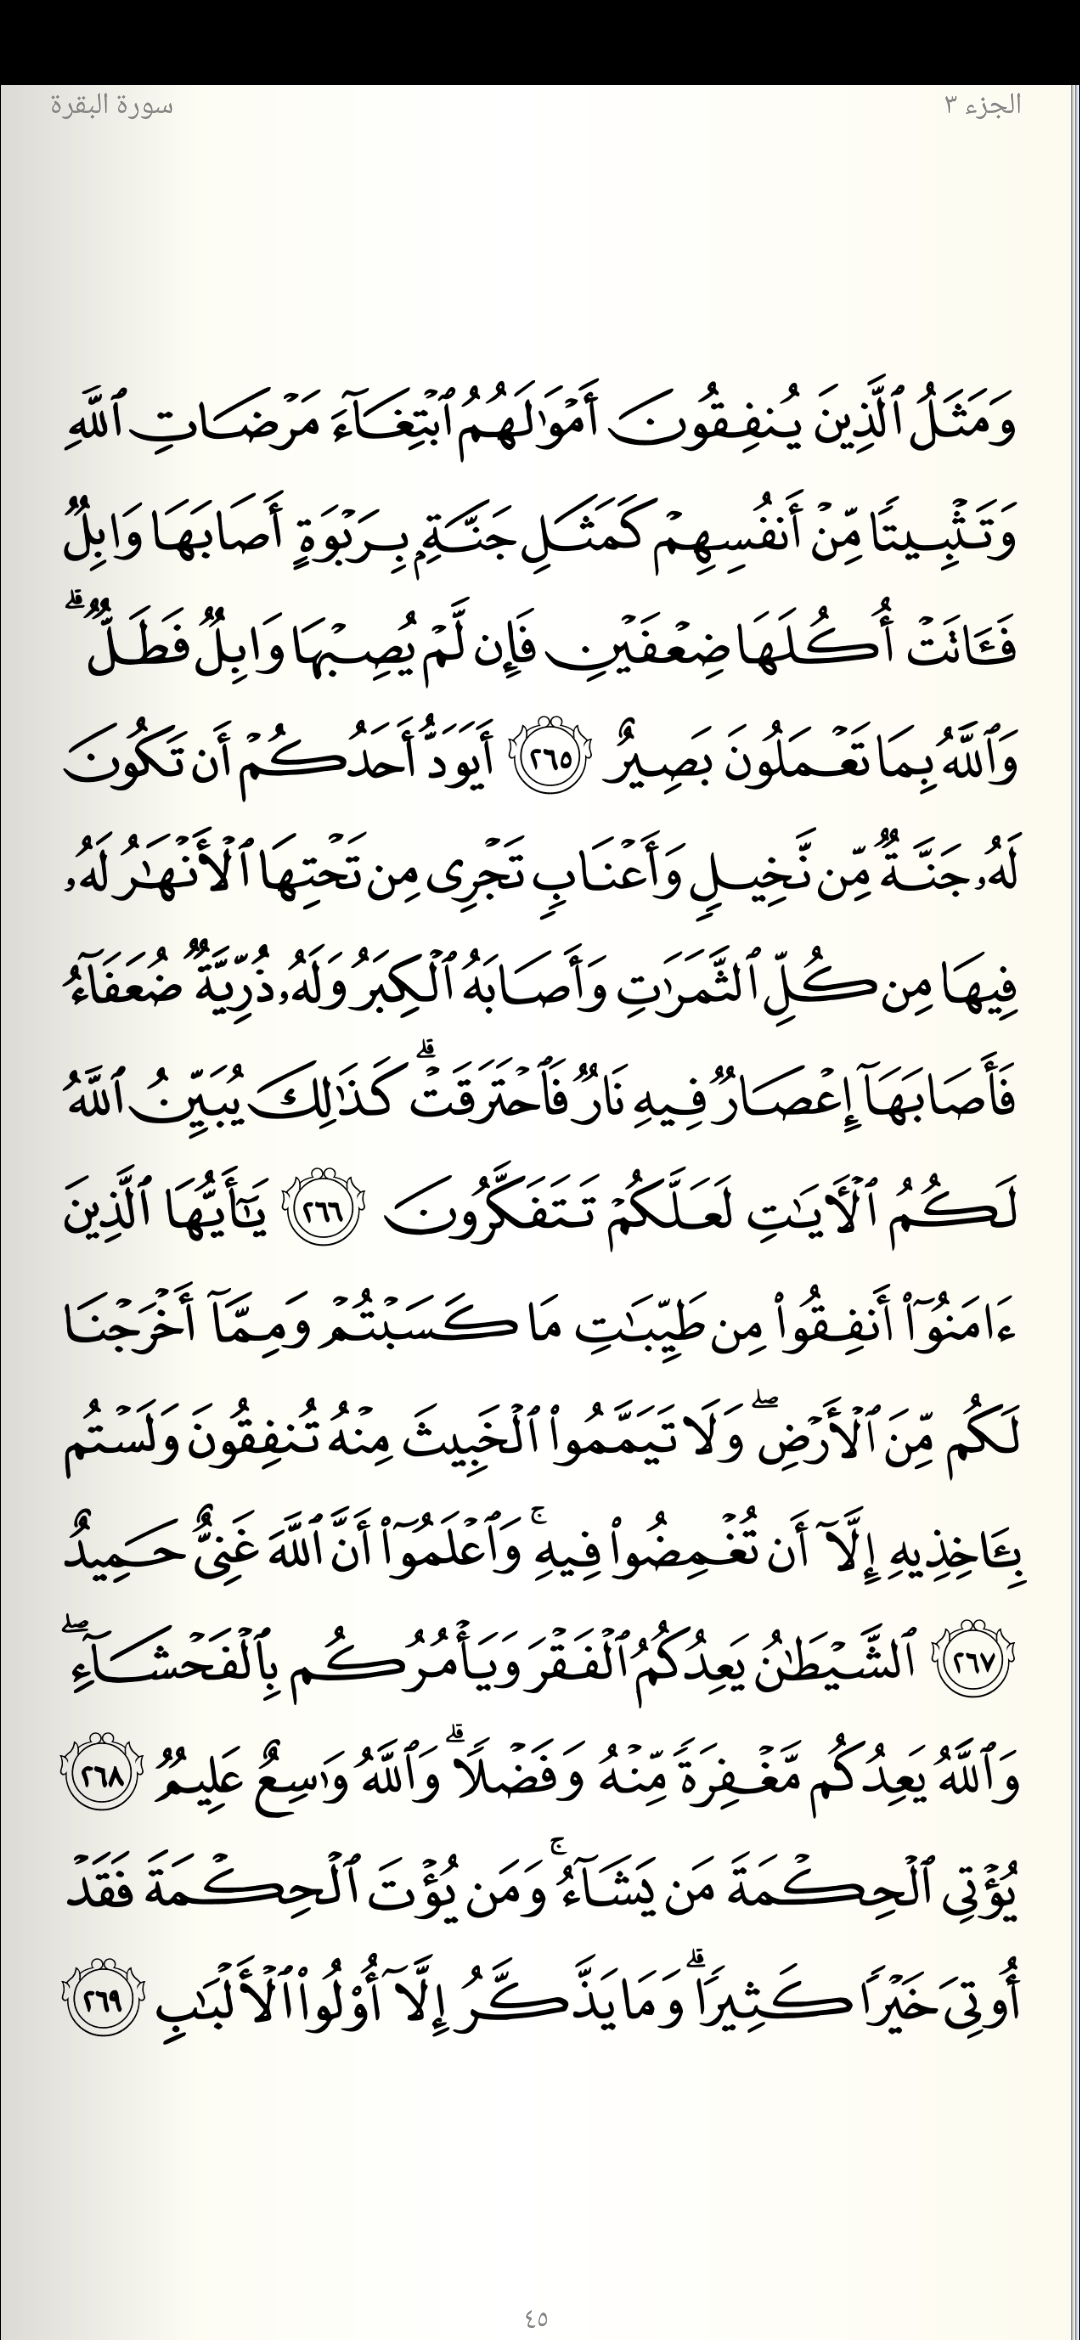 الجزء ٣
سورة البقرة
وَمَثَلُ ٱلَّذِينَ يُنفِقُونَ أَمْوَٰلَهُمُ ٱبْتِغَآءَ مَرْضَاتِ ٱللَّهِ
وَتَثْبِيتًا مِّنْ أَنفُسِهِمْ كَمَثَلِ جَنَّةٍۭ بِرَبْوَةٍ أَصَابَهَا وَابِلٌ
فَـَٔاتَتْ أُكُلَهَا ضِعْفَيْنِ فَإِن لَّمْ يُصِبْهَا وَابِلٌ فَطَلٌّ ۗ
وَٱللَّهُ بِمَا تَعْمَلُونَ بَصِيرٌ ٢٦٥ أَيَوَدُّ أَحَدُكُمْ أَن تَكُونَ
لَهُۥ جَنَّةٌ مِّن نَّخِيلٍ وَأَعْنَابٍ تَجْرِى مِن تَحْتِهَا ٱلْأَنْهَٰرُ لَهُۥ
فِيهَا مِن كُلِّ ٱلثَّمَرَٰتِ وَأَصَابَهُ ٱلْكِبَرُ وَلَهُۥ ذُرِّيَّةٌ ضُعَفَآءُ
فَأَصَابَهَآ إِعْصَارٌ فِيهِ نَارٌ فَٱحْتَرَقَتْ ۗ كَذَٰلِكَ يُبَيِّنُ ٱللَّهُ
لَكُمُ ٱلْـَٔايَٰتِ لَعَلَّكُمْ تَتَفَكَّرُونَ ٢٦٦ يَٰٓأَيُّهَا ٱلَّذِينَ
ءَامَنُوٓا۟ أَنفِقُوا۟ مِن طَيِّبَٰتِ مَا كَسَبْتُمْ وَمِمَّآ أَخْرَجْنَا
لَكُم مِّنَ ٱلْأَرْضِ ۖ وَلَا تَيَمَّمُوا۟ ٱلْخَبِيثَ مِنْهُ تُنفِقُونَ وَلَسْتُم
بِـَٔاخِذِيهِ إِلَّآ أَن تُغْمِضُوا۟ فِيهِ ۚ وَٱعْلَمُوٓا۟ أَنَّ ٱللَّهَ غَنِىٌّ حَمِيدٌ
٢٦٧ ٱلشَّيْطَٰنُ يَعِدُكُمُ ٱلْفَقْرَ وَيَأْمُرُكُم بِٱلْفَحْشَآءِ ۖ
وَٱللَّهُ يَعِدُكُم مَّغْفِرَةً مِّنْهُ وَفَضْلًا ۗ وَٱللَّهُ وَٰسِعٌ عَلِيمٌ ٢٦٨
يُؤْتِى ٱلْحِكْمَةَ مَن يَشَآءُ ۚ وَمَن يُؤْتَ ٱلْحِكْمَةَ فَقَدْ
أُوتِىَ خَيْرًا كَثِيرًا ۗ وَمَا يَذَّكَّرُ إِلَّآ أُو۟لُوا۟ ٱلْأَلْبَٰبِ ٢٦٩
٤٥